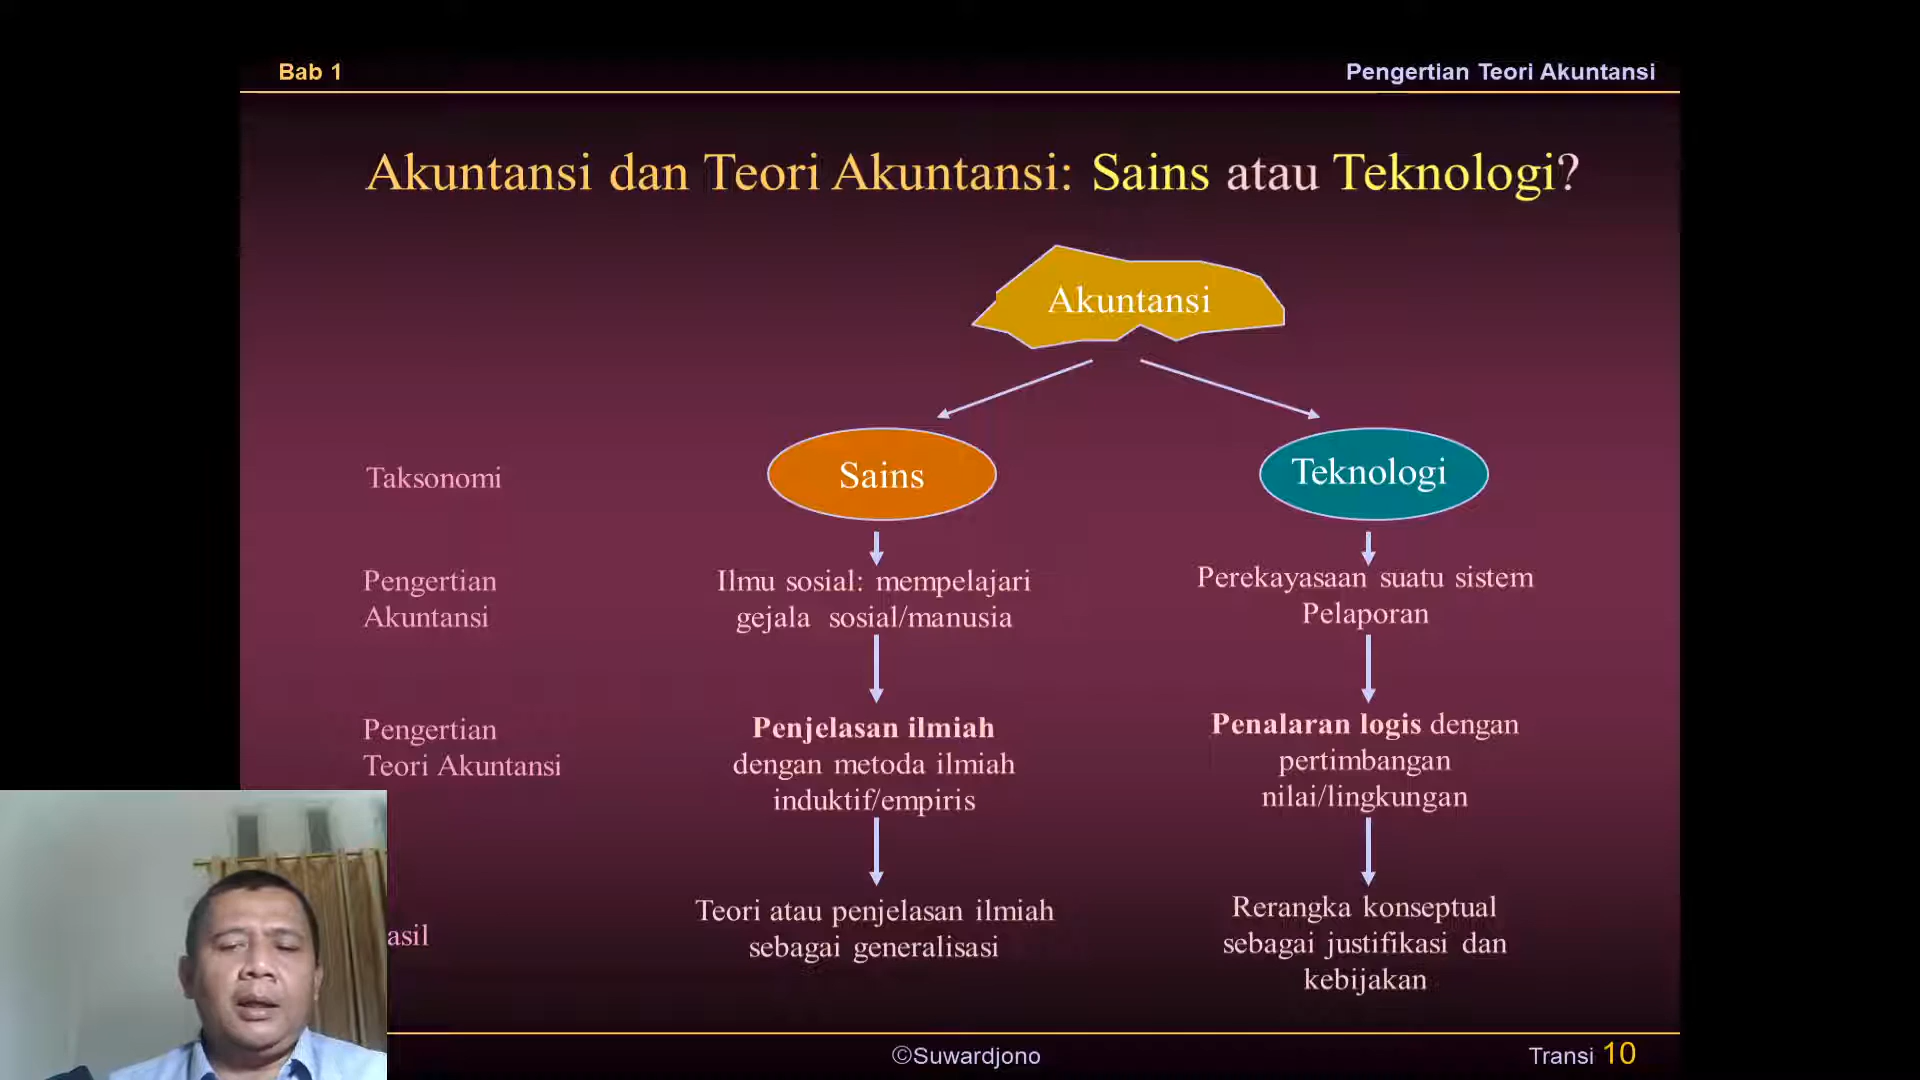 Bab 1
Pengertian Teori Akuntansi
Akuntansi dan Teori Akuntansi: Sains atau Teknologi?
Akuntansi
Taksonomi
Sains
Teknologi
Pengertian
Akuntansi
Ilmu sosial: mempelajari
gejala sosial/manusia
Perekayasaan suatu sistem
Pelaporan
Pengertian
Teori Akuntansi
Penjelasan ilmiah
dengan metoda ilmiah
induktif/empiris
Penalaran logis dengan
pertimbangan
nilai/lingkungan
asil
Teori atau penjelasan ilmiah
sebagai generalisasi
Rerangka konseptual
sebagai justifikasi dan
kebijakan
©Suwardjono
Transi 10